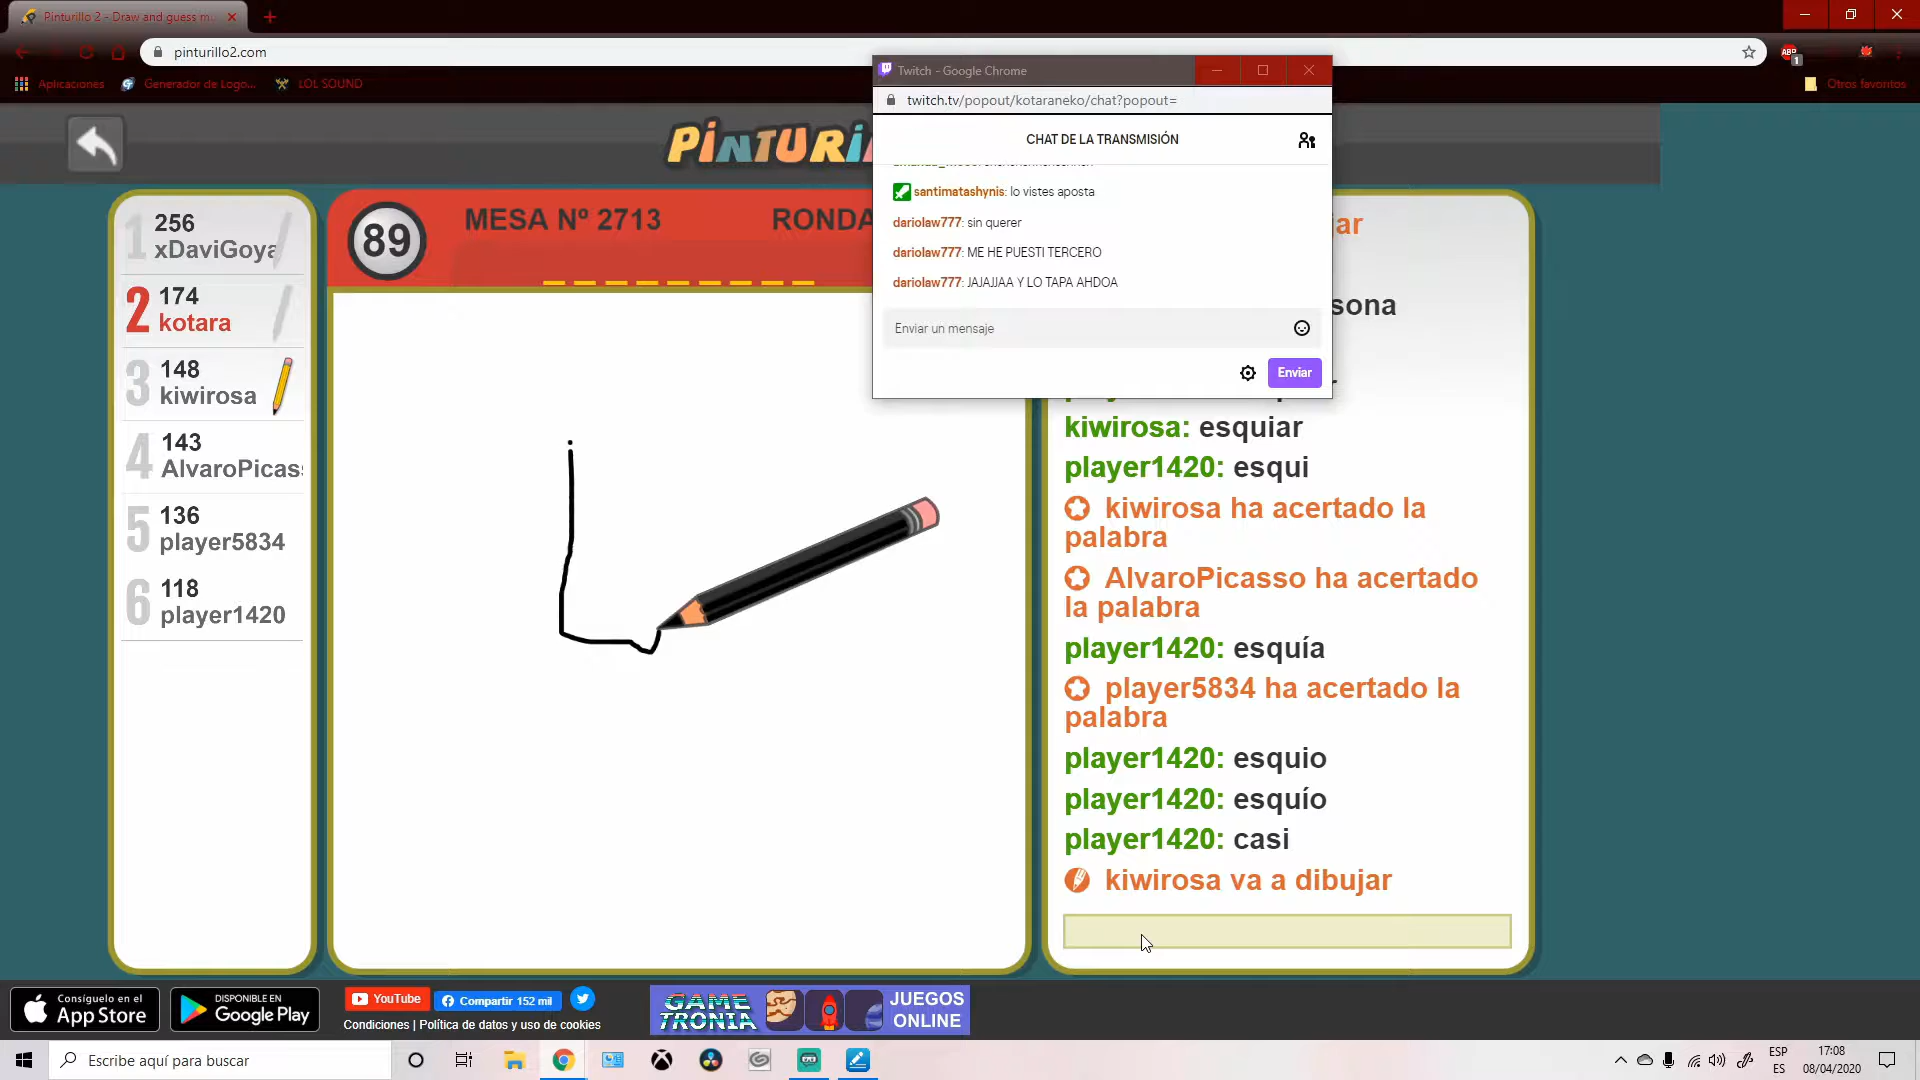 Pinturillo 2 - Draw and guess mu
pinturillo2.com
ABP
1
Aplicaciones
Generador de Logo...
LOL SOUND
Otros favoritos
Twitch - Google Chrome
twitch.tv/popout/kotaraneko/chat?popout=
CHAT DE LA TRANSMISIÓN
santimatashynis: lo vistes aposta
dariolaw777: sin querer
dariolaw777: ME HE PUESTI TERCERO
dariolaw777: JAJAJJAA Y LO TAPA AHDOA
Enviar un mensaje
Enviar
PINTURI
1 256 xDaviGoya
2 174 kotara
3 148 kiwirosa
4 143 AlvaroPicass
5 136 player5834
6 118 player1420
89
MESA Nº 2713
RONDA
iar
sona
kiwirosa: esquiar
player1420: esqui
kiwirosa ha acertado la
palabra
AlvaroPicasso ha acertado
la palabra
player1420: esquía
player5834 ha acertado la
palabra
player1420: esquio
player1420: esquío
player1420: casi
kiwirosa va a dibujar
Consíguelo en el
App Store
DISPONIBLE EN
Google Play
YouTube
Compartir 152 mil
Condiciones | Política de datos y uso de cookies
GAME
TRONIA
JUEGOS
ONLINE
Escribe aquí para buscar
ESP
ES
17:08
08/04/2020